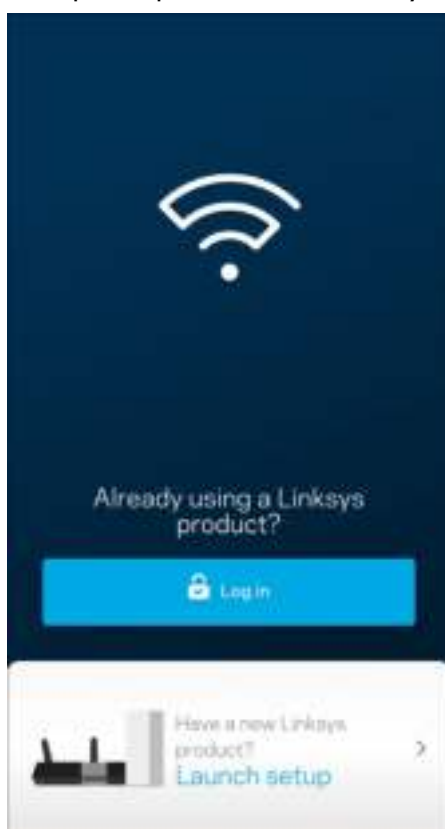 Already using a Linksys
product?
Log in
Have a new Linksys
product?
Launch setup